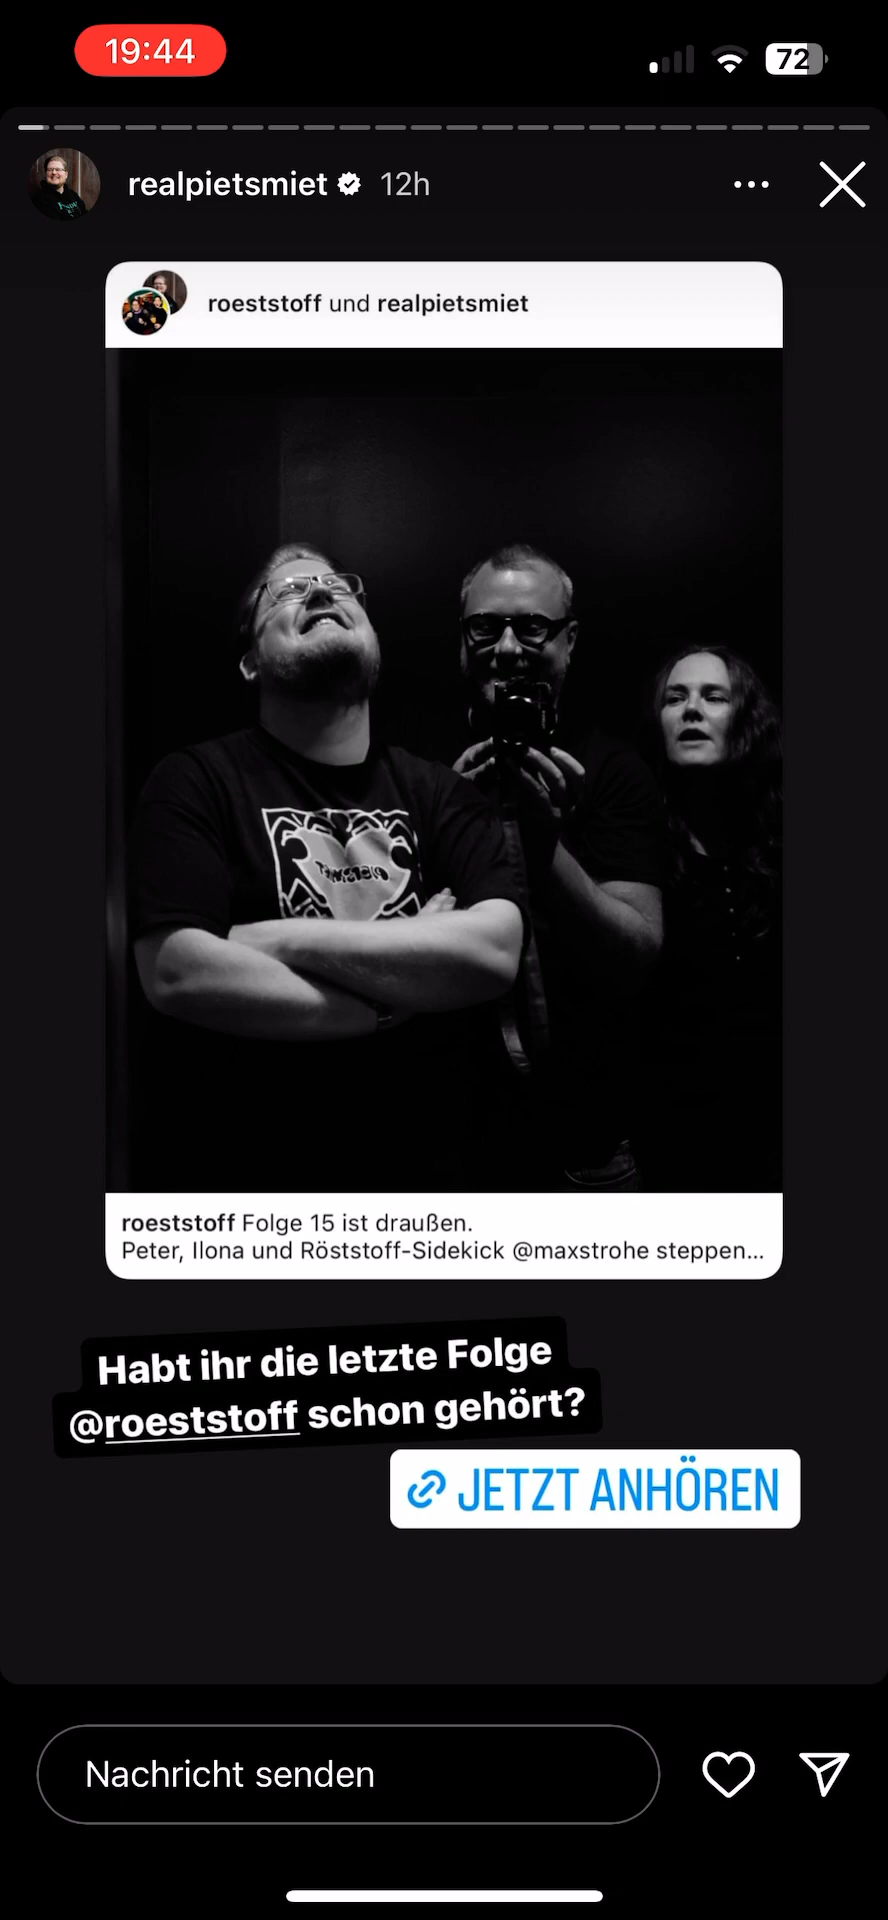 19:44
72
realpietsmiet 12h
roeststoff und realpietsmiet
roeststoff Folge 15 ist draußen.
Peter, Ilona und Röststoff-Sidekick @maxstrohe steppen...
Habt ihr die letzte Folge
@roeststoff schon gehört?
JETZT ANHÖREN
Nachricht senden